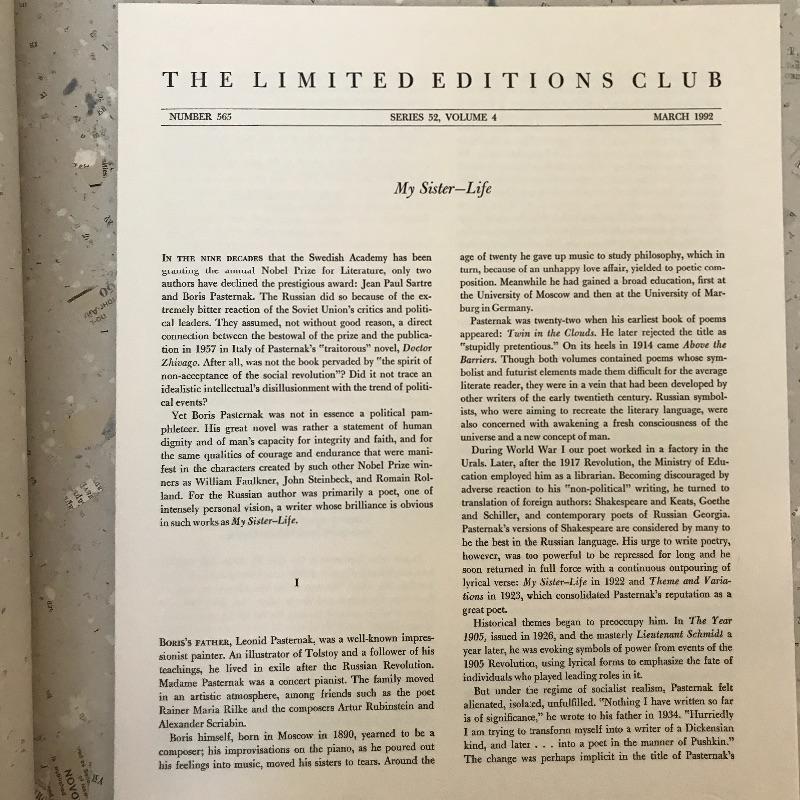 THE LIMITED EDITIONS CLUB
NUMBER 565 SERIES 52, VOLUME 4 MARCH 1992
My Sister—Life
IN THE NINE DECADES that the Swedish Academy has been
granting the annual Nobel Prize for Literature, only two
authors have declined the prestigious award: Jean Paul Sartre
and Boris Pasternak. The Russian did so because of the ex-
tremely bitter reaction of the Soviet Union's critics and politi-
cal leaders. They assumed, not without good reason, a direct
connection between the bestowal of the prize and the publica-
tion in 1957 in Italy of Pasternak's "traitorous" novel, Doctor
Zhivago. After all, was not the book pervaded by "the spirit of
non-acceptance of the social revolution"? Did it not trace an
idealistic intellectual's disillusionment with the trend of politi-
cal events?
Yet Boris Pasternak was not in essence a political pam-
phleteer. His great novel was rather a statement of human
dignity and of man's capacity for integrity and faith, and for
the same qualities of courage and endurance that were mani-
fest in the characters created by such other Nobel Prize win-
ners as William Faulkner, John Steinbeck, and Romain Rol-
land. For the Russian author was primarily a poet, one of
intensely personal vision, a writer whose brilliance is obvious
in such works as My Sister—Life.
I
BORIS'S FATHER, Leonid Pasternak, was a well-known impres-
sionist painter. An illustrator of Tolstoy and a follower of his
teachings, he lived in exile after the Russian Revolution.
Madame Pasternak was a concert pianist. The family moved
in an artistic atmosphere, among friends such as the poet
Rainer Maria Rilke and the composers Artur Rubinstein and
Alexander Scriabin.
Boris himself, born in Moscow in 1890, yearned to be a
composer; his improvisations on the piano, as he poured out
his feelings into music, moved his sisters to tears. Around the
age of twenty he gave up music to study philosophy, which in
turn, because of an unhappy love affair, yielded to poetic com-
position. Meanwhile he had gained a broad education, first at
the University of Moscow and then at the University of Mar-
burg in Germany.
Pasternak was twenty-two when his earliest book of poems
appeared: Twin in the Clouds. He later rejected the title as
"stupidly pretentious." On its heels in 1914 came Above the
Barriers. Though both volumes contained poems whose sym-
bolist and futurist elements made them difficult for the average
literate reader, they were in a vein that had been developed by
other writers of the early twentieth century. Russian symbol-
ists, who were aiming to recreate the literary language, were
also concerned with awakening a fresh consciousness of the
universe and a new concept of man.
During World War I our poet worked in a factory in the
Urals. Later, after the 1917 Revolution, the Ministry of Edu-
cation employed him as a librarian. Becoming discouraged by
adverse reaction to his "non-political" writing, he turned to
translation of foreign authors: Shakespeare and Keats, Goethe
and Schiller, and contemporary poets of Russian Georgia.
Pasternak's versions of Shakespeare are considered by many to
be the best in the Russian language. His urge to write poetry,
however, was too powerful to be repressed for long and he
soon returned in full force with a continuous outpouring of
lyrical verse: My Sister—Life in 1922 and Theme and Varia-
tions in 1923, which consolidated Pasternak's reputation as a
great poet.
Historical themes began to preoccupy him. In The Year
1905, issued in 1926, and the masterly Lieutenant Schmidt a
year later, he was evoking symbols of power from events of the
1905 Revolution, using lyrical forms to emphasize the fate of
individuals who played leading roles in it.
But under the regime of socialist realism, Pasternak felt
alienated, isolated, unfulfilled. "Nothing I have written so far
is of significance," he wrote to his father in 1934. "Hurriedly
I am trying to transform myself into a writer of a Dickensian
kind, and later . . . into a poet in the manner of Pushkin."
The change was perhaps implicit in the title of Pasternak's